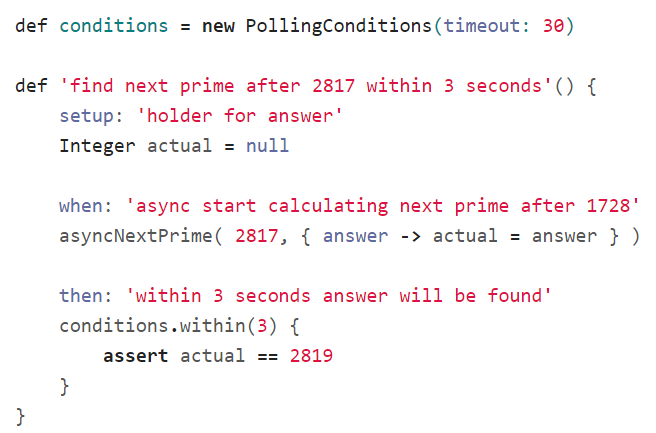 def conditions = new PollingConditions(timeout: 30)

def 'find next prime after 2817 within 3 seconds'() {
    setup: 'holder for answer'
    Integer actual = null

    when: 'async start calculating next prime after 1728'
    asyncNextPrime( 2817, { answer -> actual = answer } )

    then: 'within 3 seconds answer will be found'
    conditions.within(3) {
        assert actual == 2819
    }
}